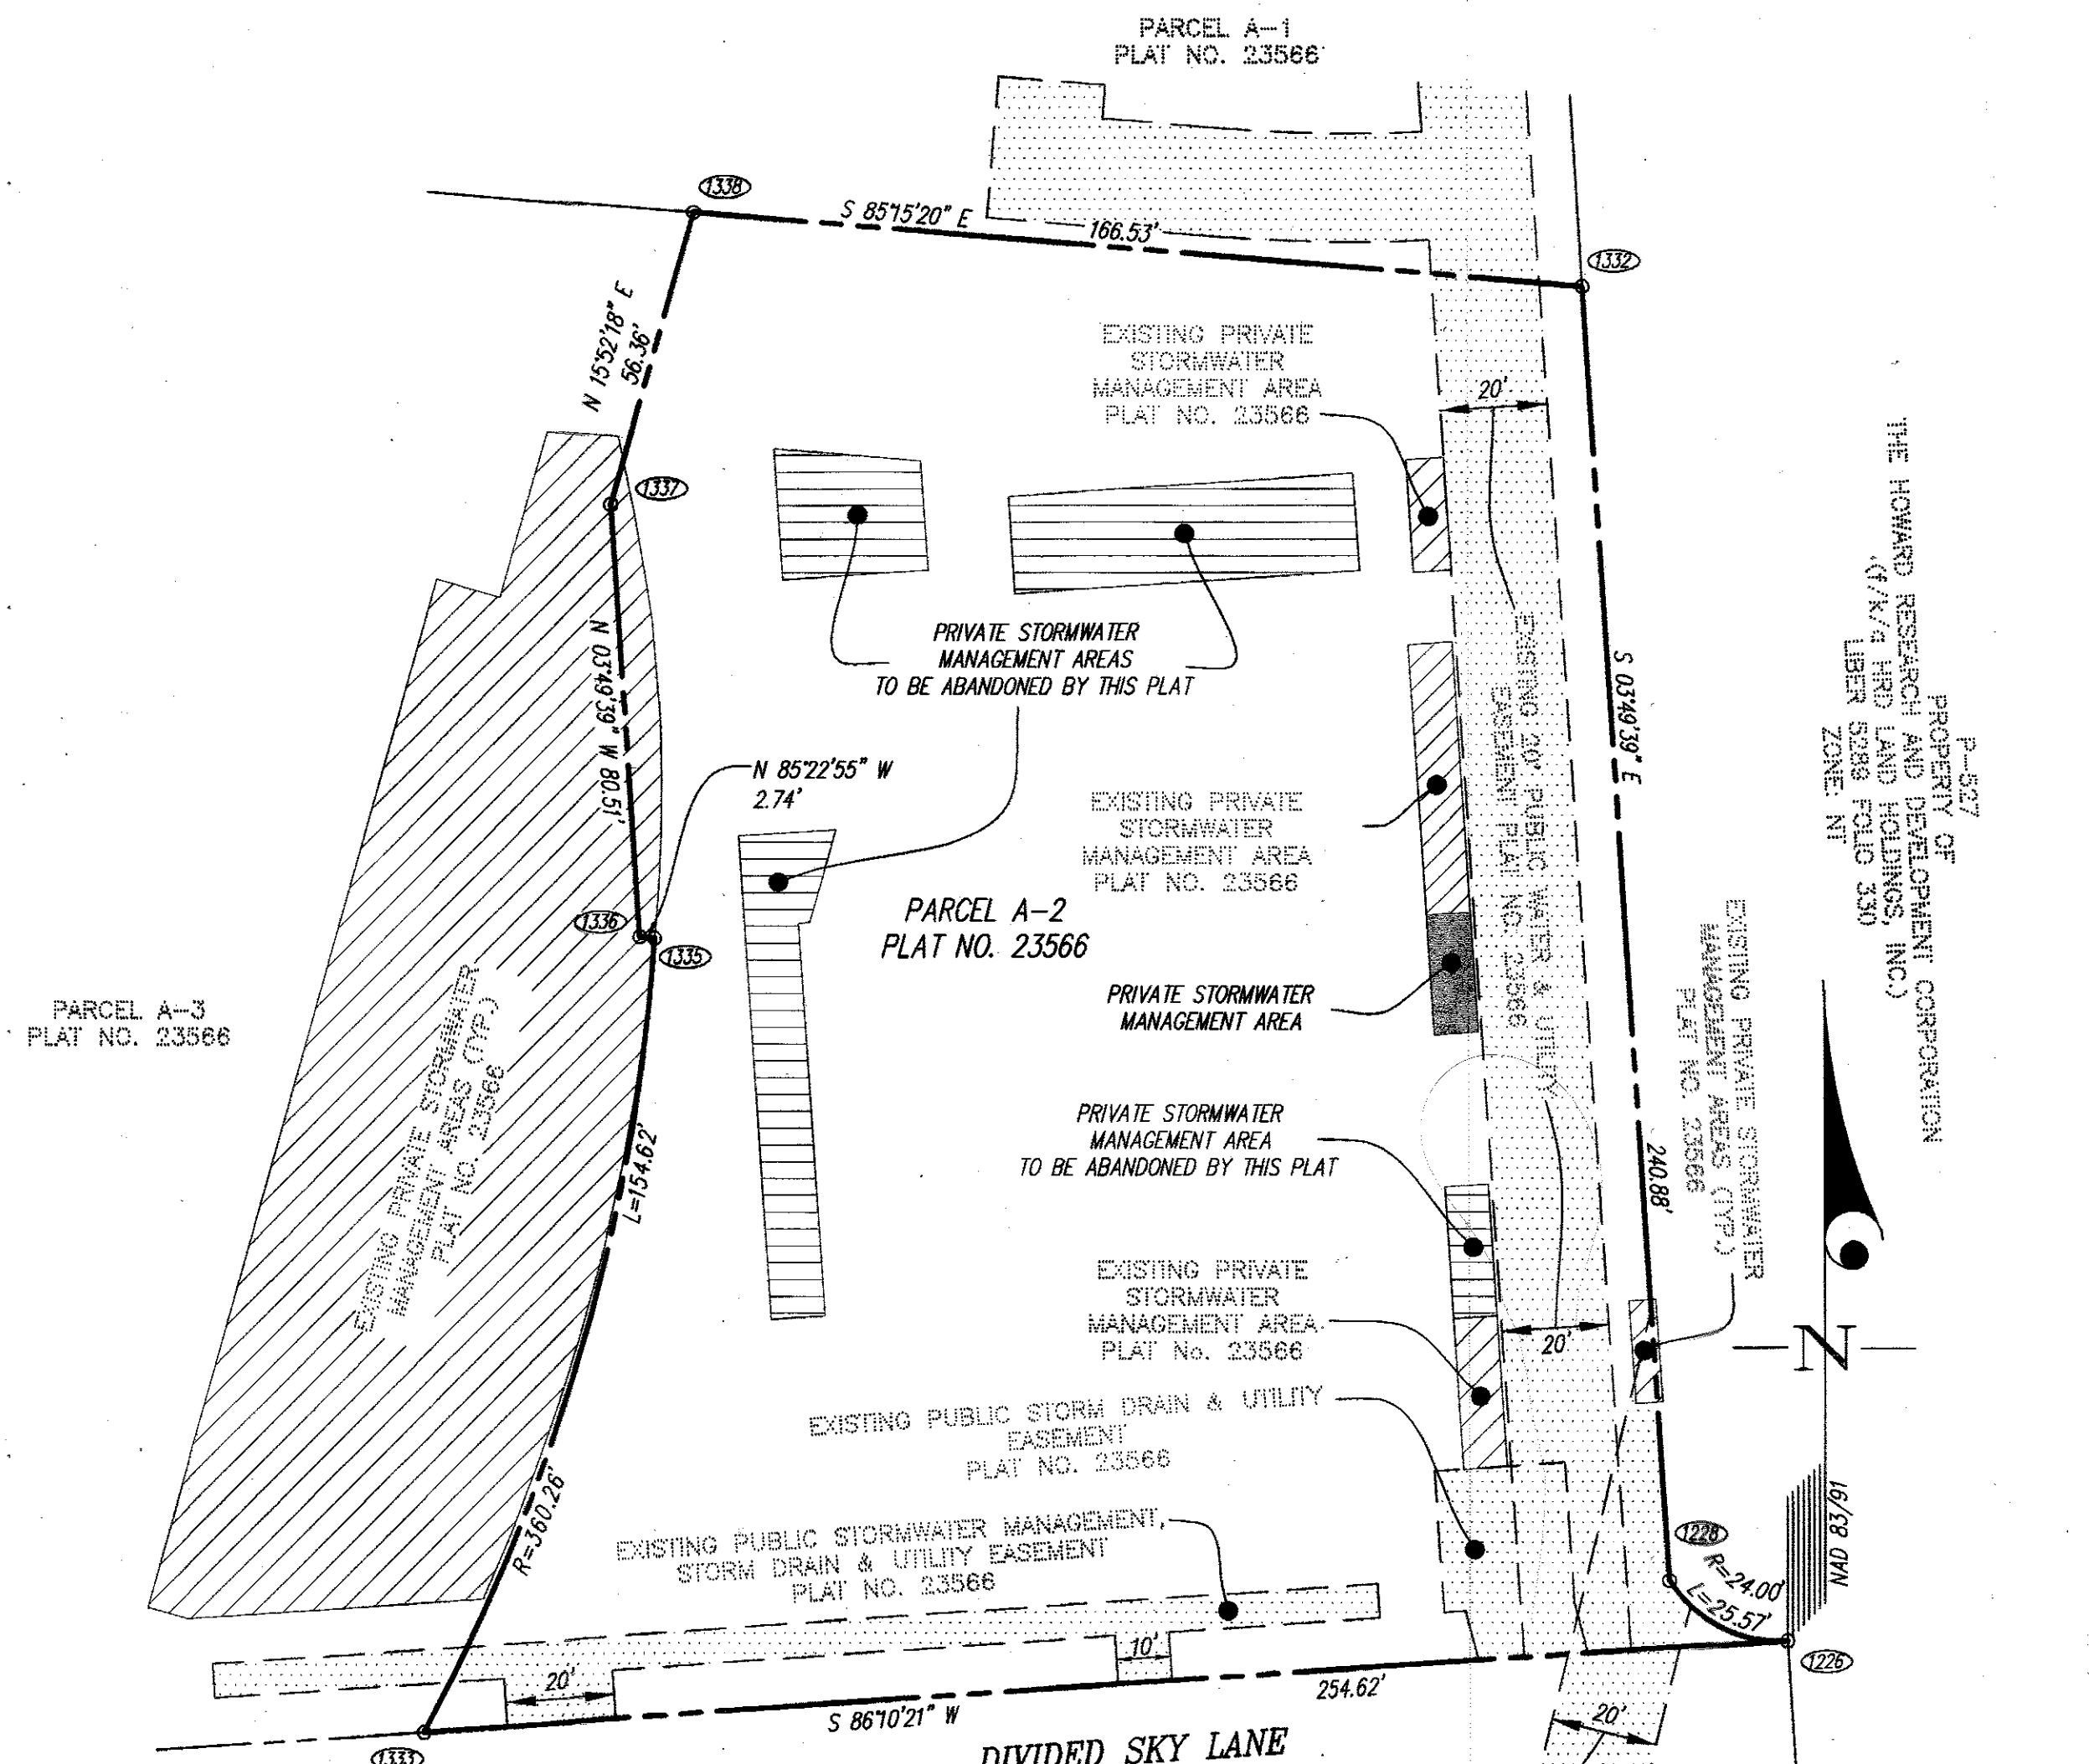 PARCEL A-1
PLAT NO. 23566
1338
S 85°15'20" E
166.53'
1332
N 15°52'18" E
56.36'
EXISTING PRIVATE
STORMWATER
MANAGEMENT AREA
PLAT NO. 23566
20'
1337
PRIVATE STORMWATER
MANAGEMENT AREAS
TO BE ABANDONED BY THIS PLAT
N 03°49'39" W 80.51'
N 85°22'55" W
2.74'
S 03°49'39" E
240.88'
P-527
PROPERTY OF
THE HOWARD RESEARCH AND DEVELOPMENT CORPORATION
(f/k/a HRD LAND HOLDINGS, INC.)
LIBER 5289 FOLIO 330
ZONE: NT
EXISTING 20' PUBLIC WATER & UTILITY
EASEMENT PLAT NO. 23566
EXISTING PRIVATE
STORMWATER
MANAGEMENT AREA
PLAT NO. 23566
1336
1335
PARCEL A-2
PLAT NO. 23566
PRIVATE STORMWATER
MANAGEMENT AREA
EXISTING PRIVATE STORMWATER
MANAGEMENT AREAS (TYP.)
PLAT NO. 23566
PARCEL A-3
PLAT NO. 23566
EXISTING PRIVATE STORMWATER
MANAGEMENT AREAS (TYP.)
PLAT NO. 23566
L=154.62'
PRIVATE STORMWATER
MANAGEMENT AREA
TO BE ABANDONED BY THIS PLAT
EXISTING PRIVATE
STORMWATER
MANAGEMENT AREA
PLAT No. 23566
20'
N
EXISTING PUBLIC STORM DRAIN & UTILITY
EASEMENT
PLAT NO. 23566
R=360.26'
EXISTING PUBLIC STORMWATER MANAGEMENT,
STORM DRAIN & UTILITY EASEMENT
PLAT NO. 23566
1228
R=24.00'
L=25.57'
NAD 83/91
1226
20'
10'
254.62'
S 86°10'21" W
20'
1333
DIVIDED SKY LANE